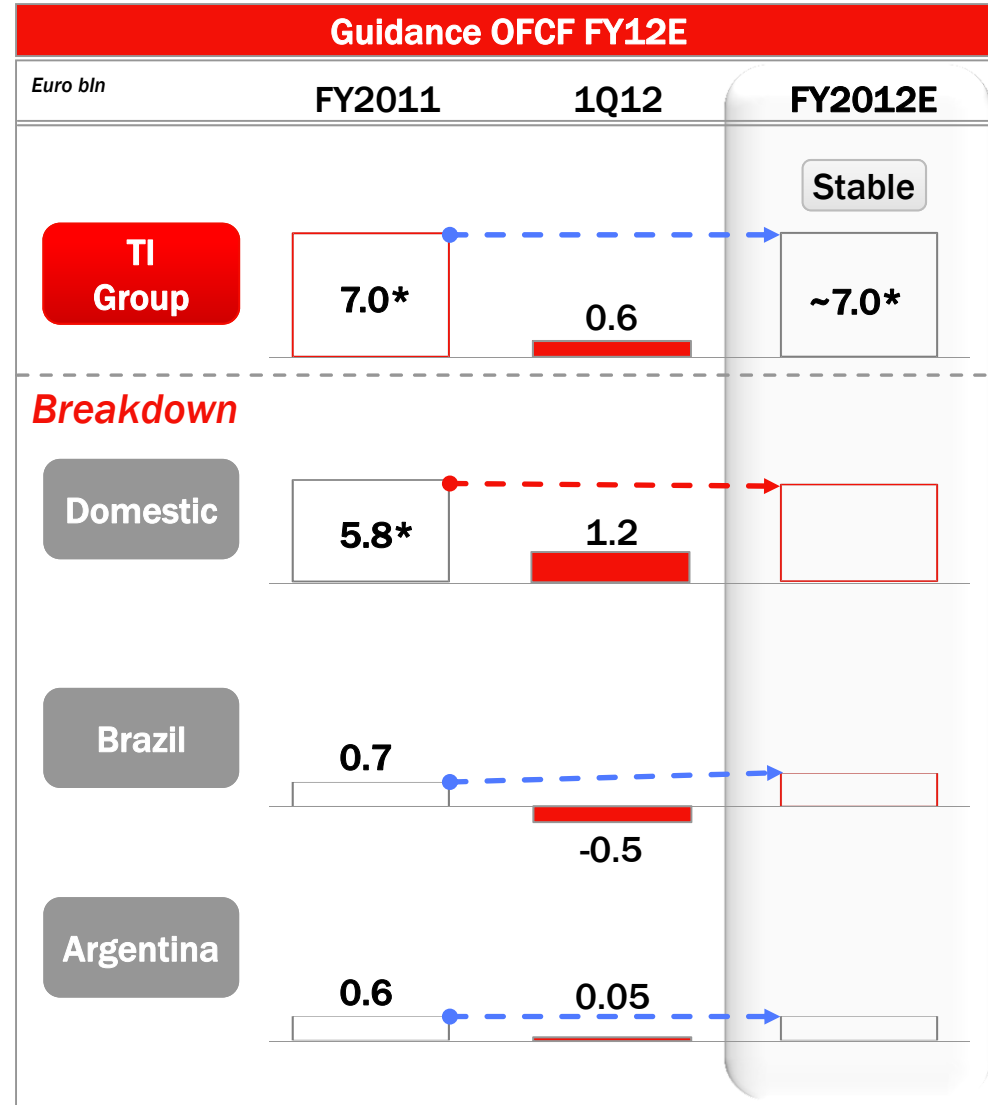 Guidance OFCF FY12E
Euro bln
FY2011 1Q12 FY2012E
Stable
TI
Group
7.0* 0.6 ~7.0*
Breakdown
Domestic
5.8* 1.2
Brazil
0.7
-0.5
Argentina
0.6 0.05